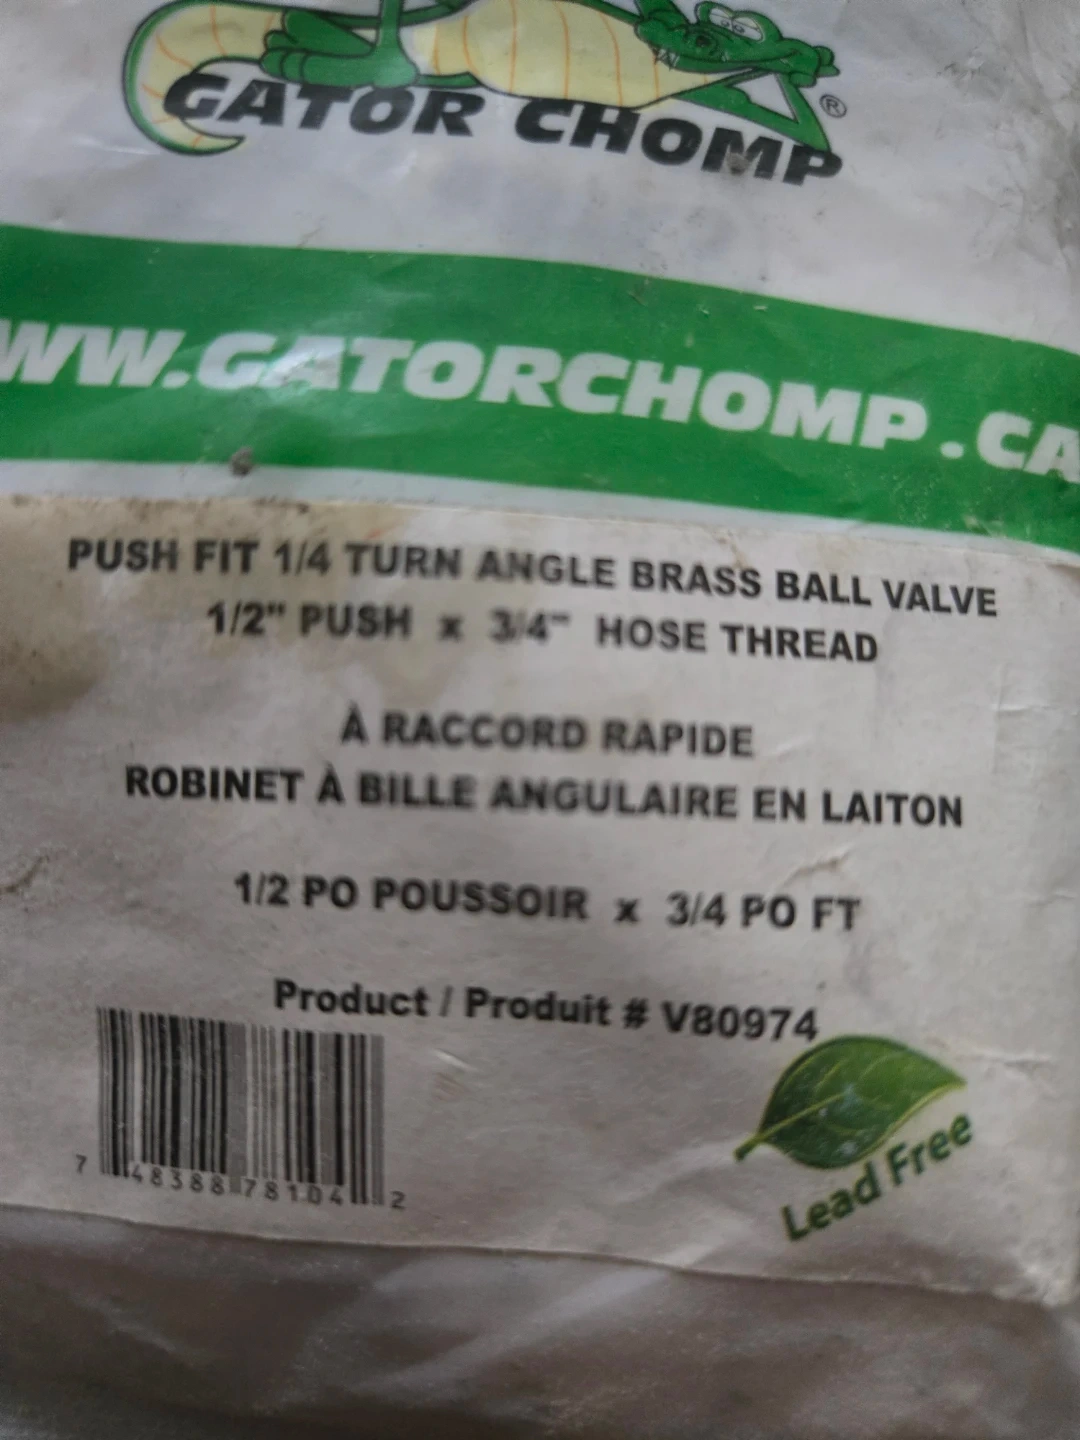 GATOR CHOMP ®
WW.GATORCHOMP.CA
PUSH FIT 1/4 TURN ANGLE BRASS BALL VALVE
1/2" PUSH x 3/4" HOSE THREAD
À RACCORD RAPIDE
ROBINET À BILLE ANGULAIRE EN LAITON
1/2 PO POUSSOIR x 3/4 PO FT
Product / Produit # V80974
7 48388 78104 2
Lead Free